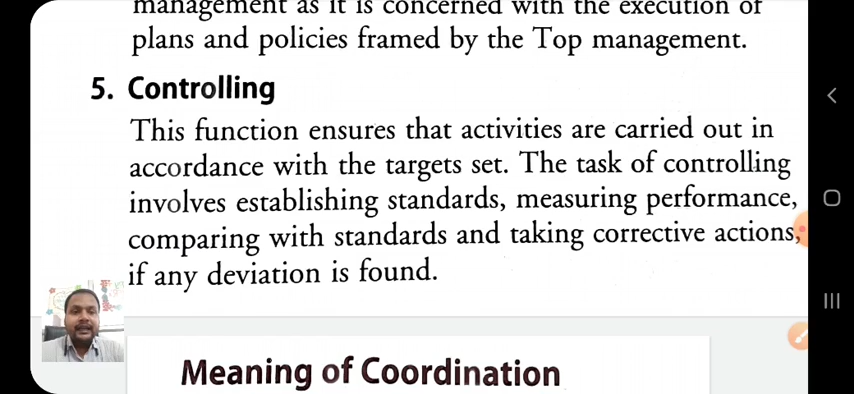 management as it is concerned with the execution of
plans and policies framed by the Top management.
5. Controlling
This function ensures that activities are carried out in
accordance with the targets set. The task of controlling
involves establishing standards, measuring performance,
comparing with standards and taking corrective actions,
if any deviation is found.
Meaning of Coordination